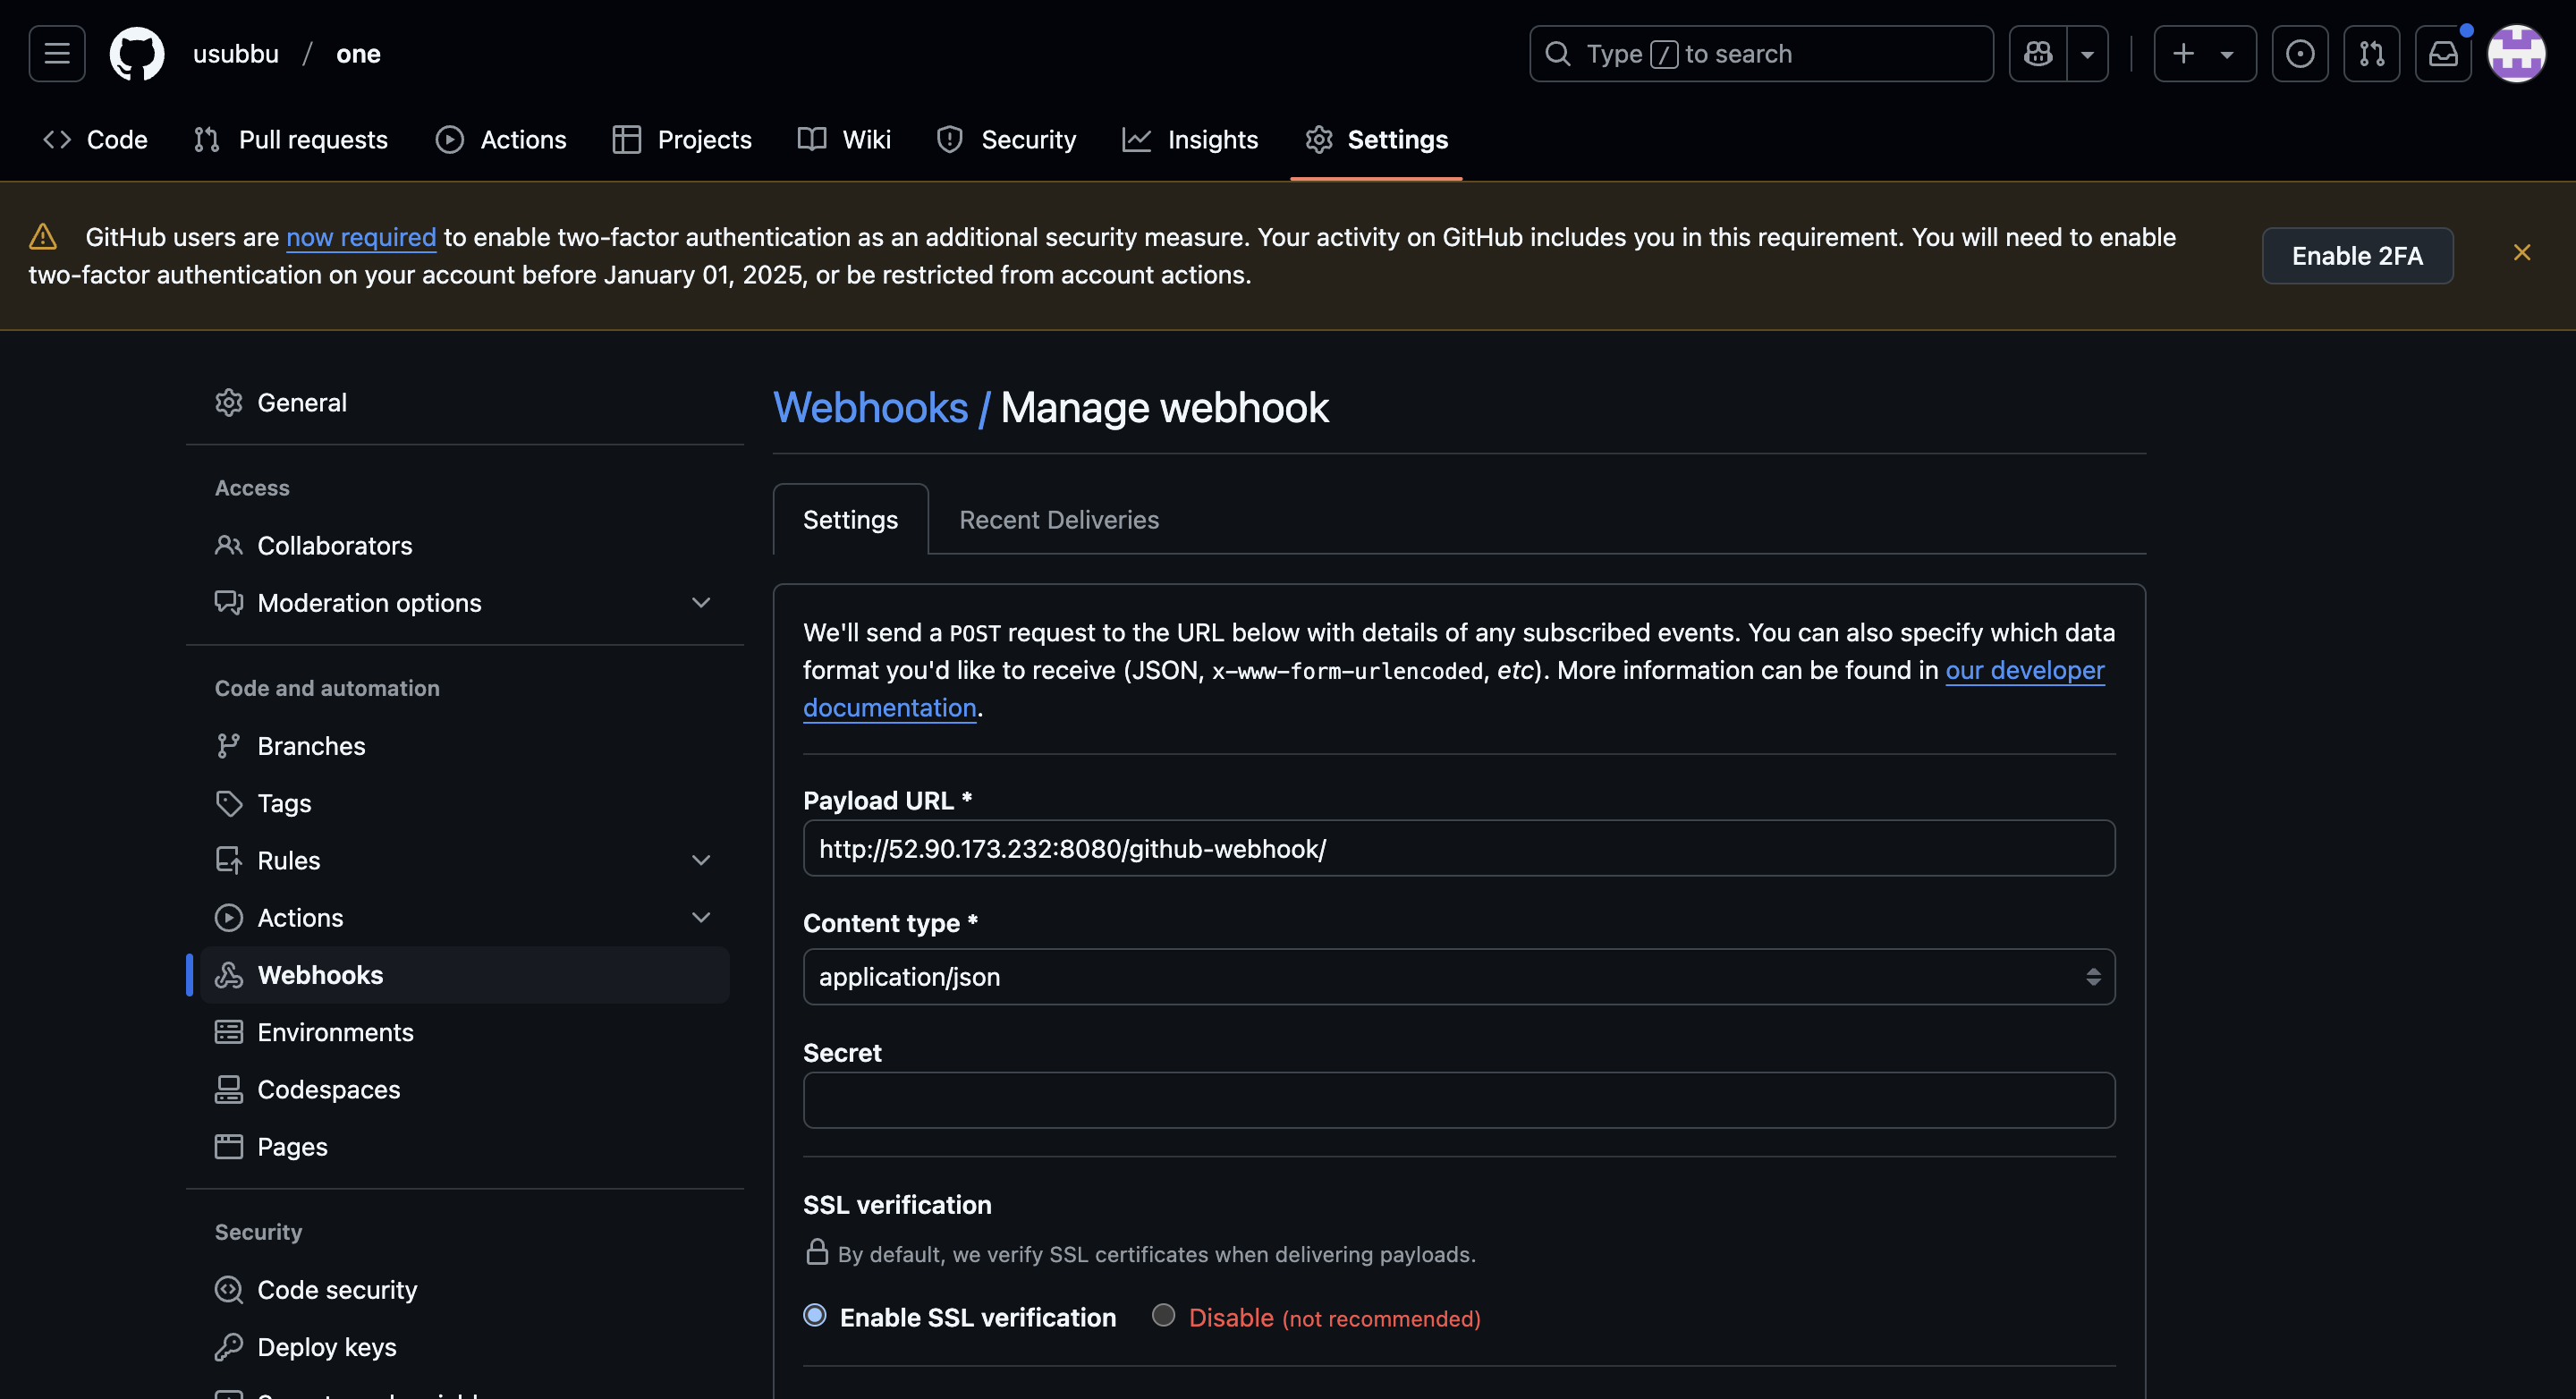 usubbu / one
Type / to search
Code
Pull requests
Actions
Projects
Wiki
Security
Insights
Settings
GitHub users are now required to enable two-factor authentication as an additional security measure. Your activity on GitHub includes you in this requirement. You will need to enable
two-factor authentication on your account before January 01, 2025, or be restricted from account actions.
Enable 2FA
General
Access
Collaborators
Moderation options
Code and automation
Branches
Tags
Rules
Actions
Webhooks
Environments
Codespaces
Pages
Security
Code security
Deploy keys
Webhooks / Manage webhook
Settings
Recent Deliveries
We'll send a POST request to the URL below with details of any subscribed events. You can also specify which data
format you'd like to receive (JSON, x-www-form-urlencoded, etc). More information can be found in our developer
documentation.
Payload URL *
http://52.90.173.232:8080/github-webhook/
Content type *
application/json
Secret
SSL verification
By default, we verify SSL certificates when delivering payloads.
Enable SSL verification
Disable (not recommended)